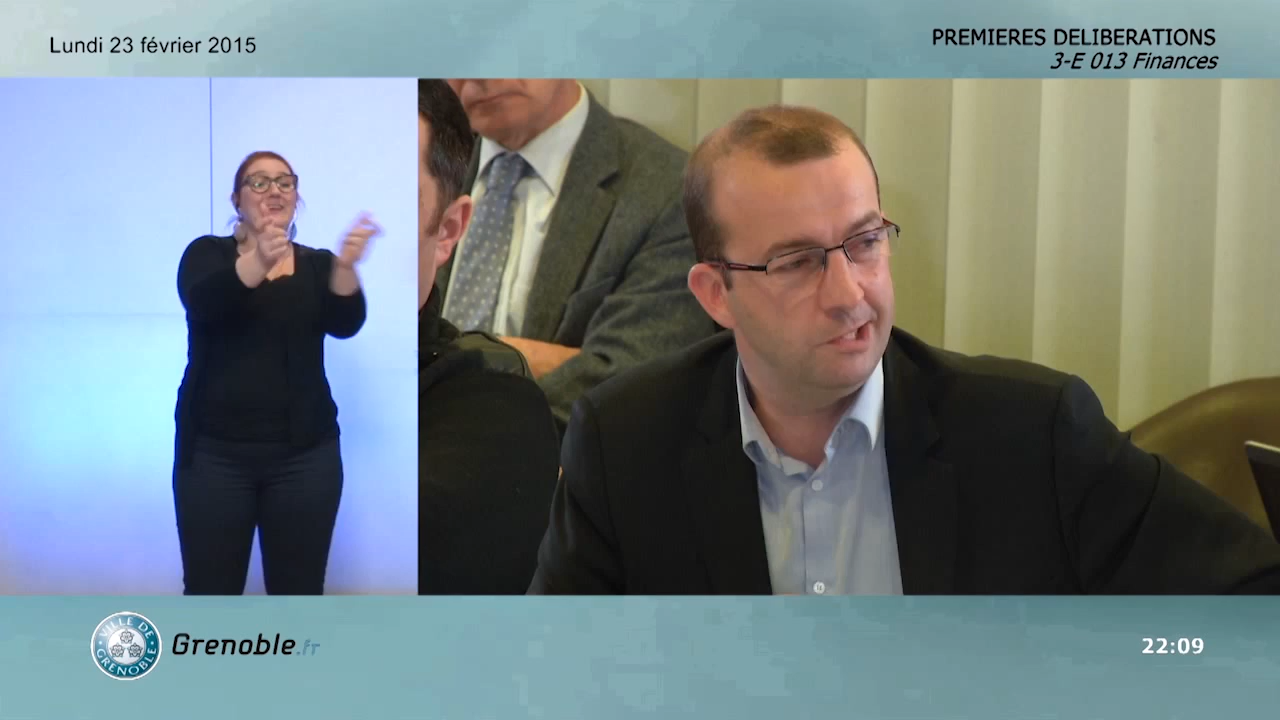 Lundi 23 février 2015
PREMIERES DELIBERATIONS
3-E 013 Finances
VILLE DE
GRENOBLE
Grenoble.fr
22:09